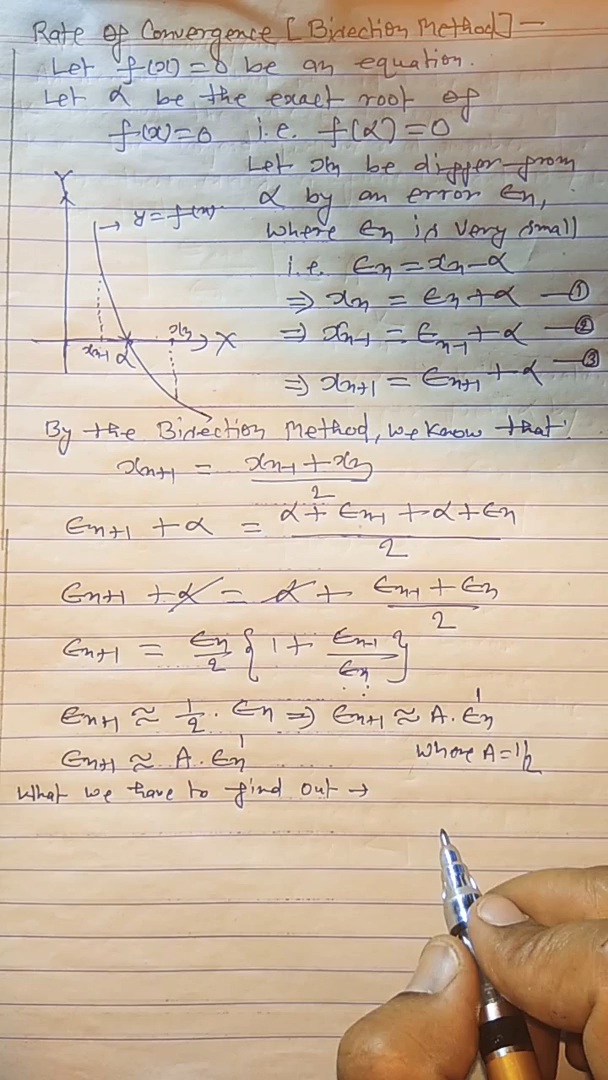 Rate of Convergence [Bisection Method] —
Let f(x) = 0 be an equation.
Let α be the exact root of
f(x) = 0 i.e. f(α) = 0
Let xn be differ from
α by an error ϵn,
where ϵn is very small
i.e. ϵn = xn - α
⇒ xn = ϵn + α — ①
⇒ xn-1 = ϵn-1 + α — ②
⇒ xn+1 = ϵn+1 + α — ③
Y
→ y = f(x)
xn-1 α xn → X
By the Bisection Method, we know that:
xn+1 = (xn-1 + xn)/2
ϵn+1 + α = (α + ϵn-1 + α + ϵn)/2
ϵn+1 + α = α + (ϵn-1 + ϵn)/2
ϵn+1 = ϵn/2 { 1 + ϵn-1/ϵn }
ϵn+1 ≈ 1/2 · ϵn ⇒ ϵn+1 ≈ A · ϵn^1
ϵn+1 ≈ A · ϵn^1 where A = 1/2
What we have to find out →